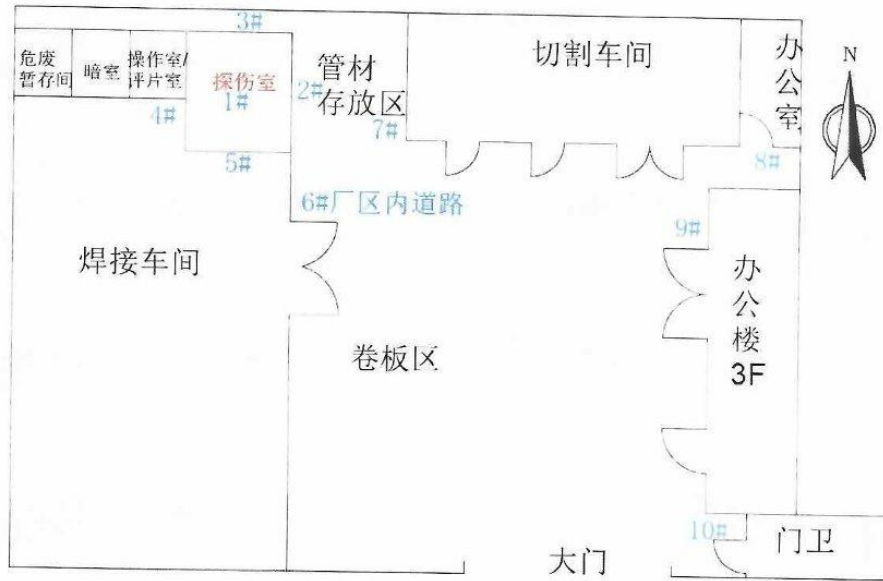 3#
危废
暂存间
暗室
操作室/
评片室
探伤室
1#
2#
管材
存放区
切割车间
办
公
室
N
4#
5#
7#
8#
6#厂区内道路
9#
焊接车间
卷板区
办
公
楼
3F
10#
门卫
大门